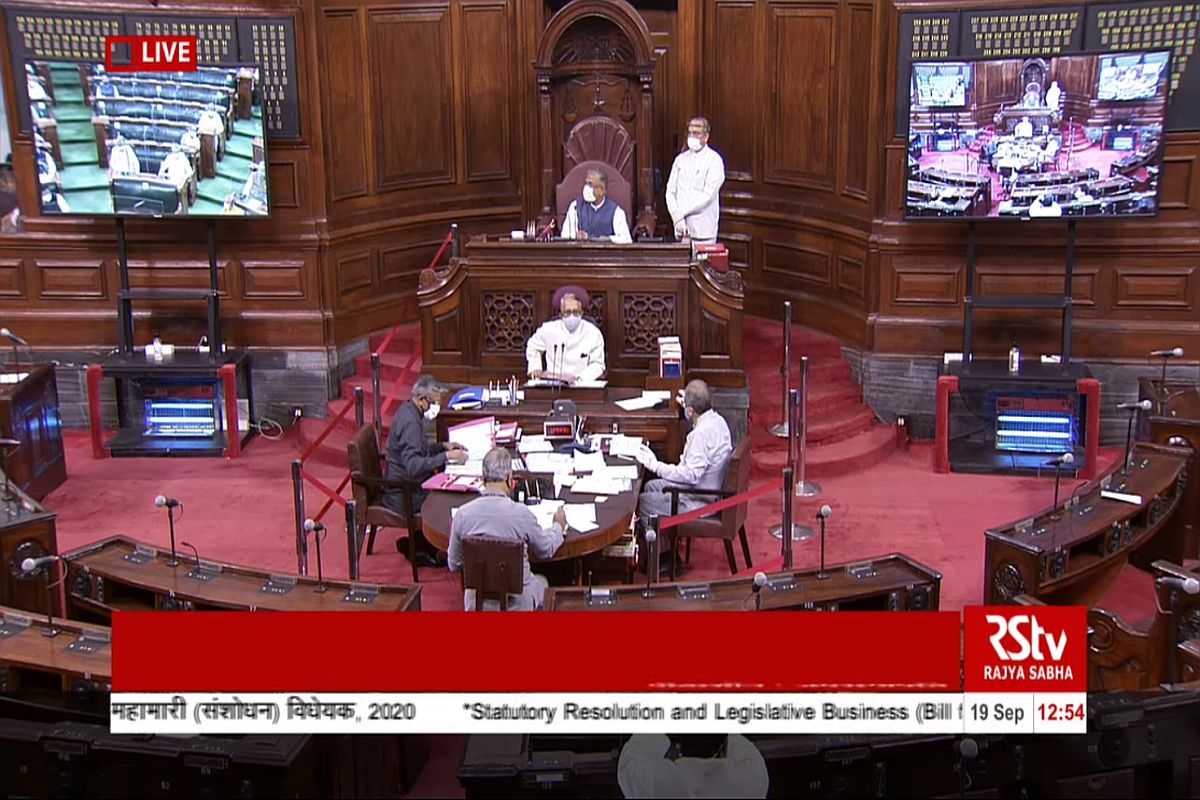 LIVE
RStv
RAJYA SABHA
महामारी (संशोधन) विधेयक, 2020 *Statutory Resolution and Legislative Business (Bill f
19 Sep 12:54